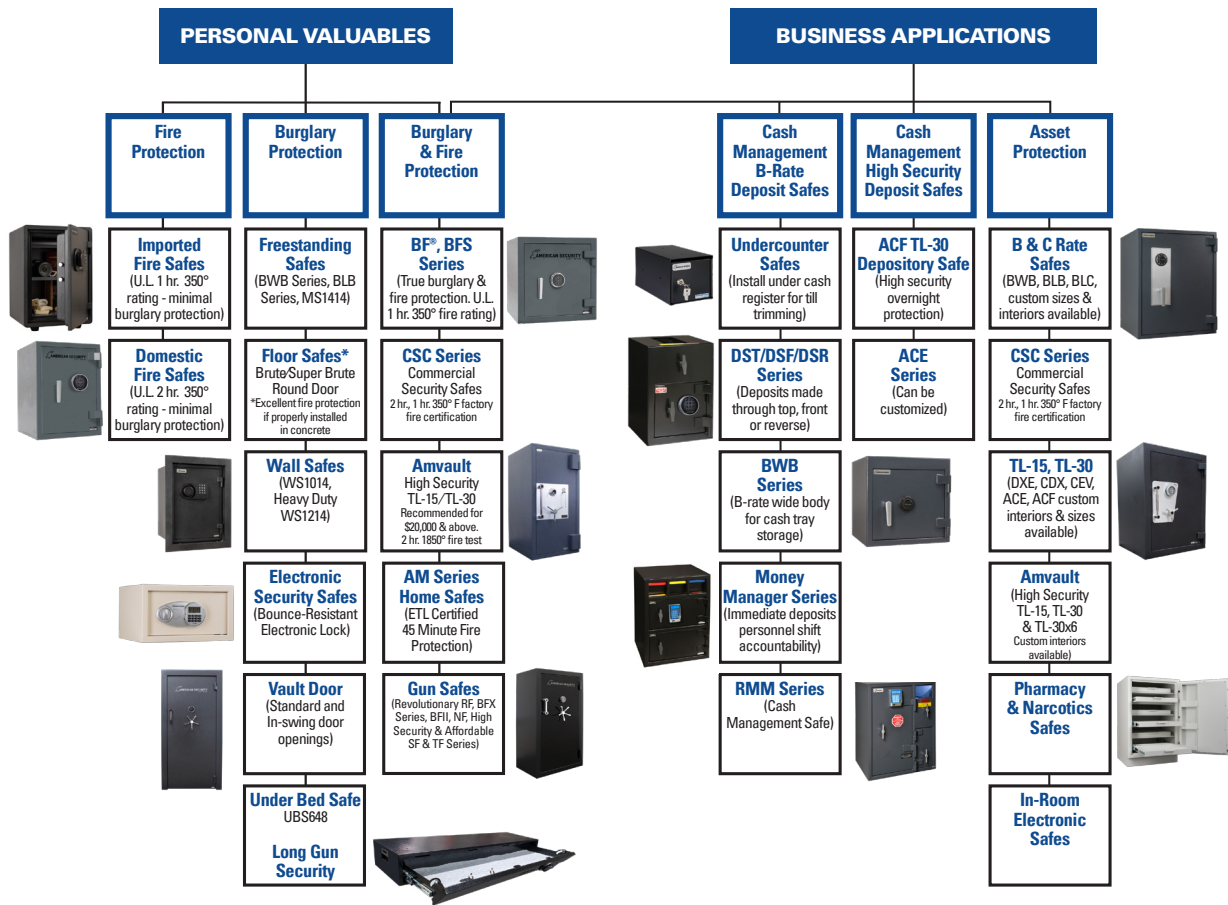 PERSONAL VALUABLES
BUSINESS APPLICATIONS
Fire
Protection
Imported
Fire Safes
(U.L. 1 hr. 350°
rating - minimal
burglary protection)
Domestic
Fire Safes
(U.L. 2 hr. 350°
rating - minimal
burglary protection)
Burglary
Protection
Freestanding
Safes
(BWB Series, BLB
Series, MS1414)
Floor Safes*
Brute/Super Brute
Round Door
*Excellent fire protection
if properly installed
in concrete
Wall Safes
(WS1014,
Heavy Duty
WS1214)
Electronic
Security Safes
(Bounce-Resistant
Electronic Lock)
Vault Door
(Standard and
In-swing door
openings)
Under Bed Safe
UBS648
Long Gun
Security
Burglary
& Fire
Protection
BF®, BFS
Series
(True burglary &
fire protection. U.L.
1 hr. 350° fire rating)
CSC Series
Commercial
Security Safes
2 hr., 1 hr. 350° F factory
fire certification
Amvault
High Security
TL-15/TL-30
Recommended for
$20,000 & above.
2 hr. 1850° fire test
AM Series
Home Safes
(ETL Certified
45 Minute Fire
Protection)
Gun Safes
(Revolutionary RF, BFX
Series, BFII, NF, High
Security & Affordable
SF & TF Series)
Cash
Management
B-Rate
Deposit Safes
Undercounter
Safes
(Install under cash
register for till
trimming)
DST/DSF/DSR
Series
(Deposits made
through top, front
or reverse)
BWB
Series
(B-rate wide body
for cash tray
storage)
Money
Manager Series
(Immediate deposits
personnel shift
accountability)
RMM Series
(Cash
Management Safe)
Cash
Management
High Security
Deposit Safes
ACF TL-30
Depository Safe
(High security
overnight
protection)
ACE
Series
(Can be
customized)
Asset
Protection
B & C Rate
Safes
(BWB, BLB, BLC,
custom sizes &
interiors available)
CSC Series
Commercial
Security Safes
2 hr., 1 hr. 350° F factory
fire certification
TL-15, TL-30
(DXE, CDX, CEV,
ACE, ACF custom
interiors & sizes
available)
Amvault
(High Security
TL-15, TL-30
& TL-30x6
Custom interiors
available)
Pharmacy
& Narcotics
Safes
In-Room
Electronic
Safes
AMERICAN SECURITY
AMERICAN SECURITY
AMERICAN SECURITY